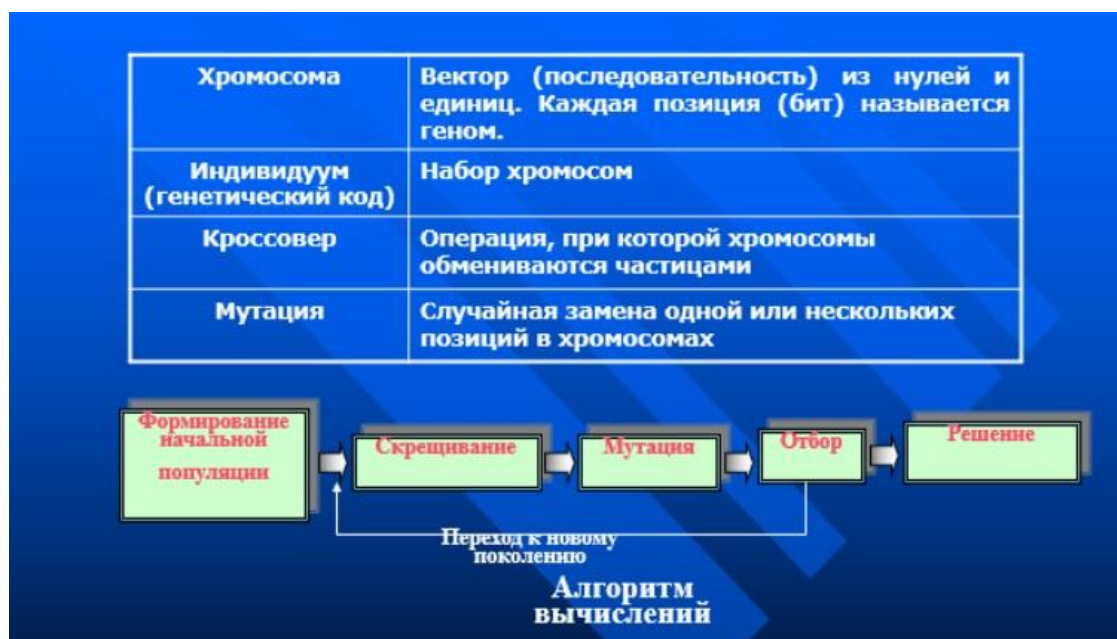 Хромосома
Вектор (последовательность) из нулей и
единиц. Каждая позиция (бит) называется
геном.
Индивидуум
(генетический код)
Набор хромосом
Кроссовер
Операция, при которой хромосомы
обмениваются частицами
Мутация
Случайная замена одной или нескольких
позиций в хромосомах
Формирование
начальной
популяции
Скрещивание
Мутация
Отбор
Решение
Переход к новому
поколению
Алгоритм
вычислений